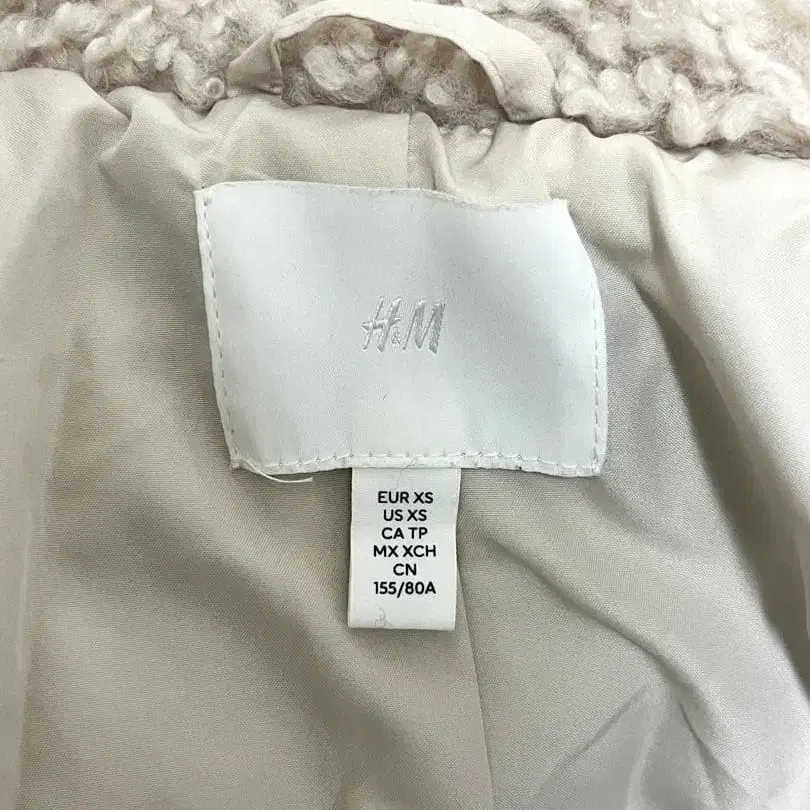 H&M
EUR XS
US XS
CA TP
MX XCH
CN
155/80A